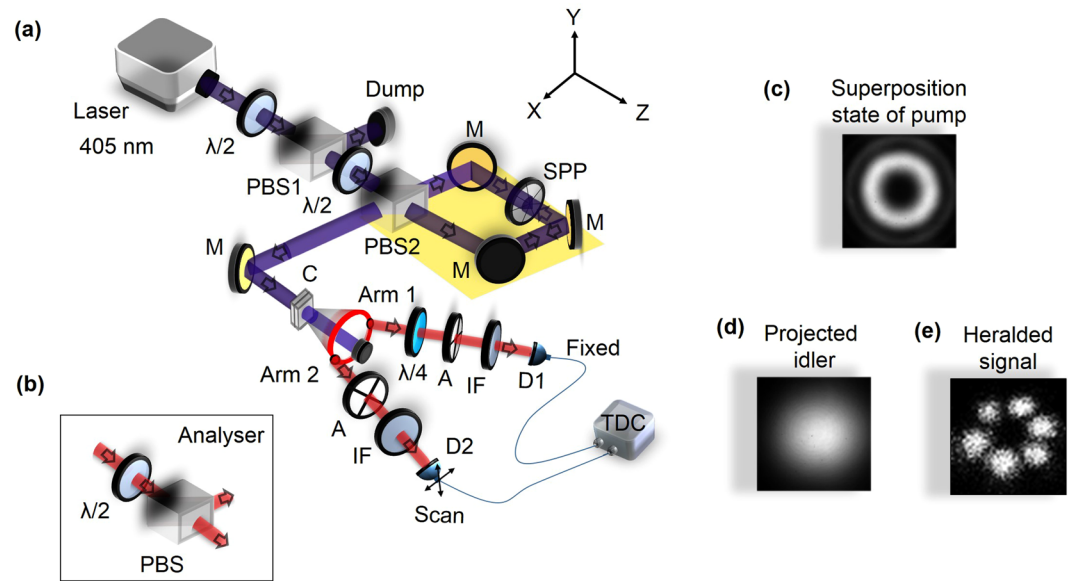 (a)
Laser
405 nm
λ/2
Dump
PBS1
λ/2
M
SPP
M
PBS2
M
M
C
Arm 1
Arm 2
λ/4
A
IF
D1
Fixed
A
IF
D2
Scan
TDC
Y
X
Z
(b)
Analyser
λ/2
PBS
(c)
Superposition
state of pump
(d)
Projected
idler
(e)
Heralded
signal